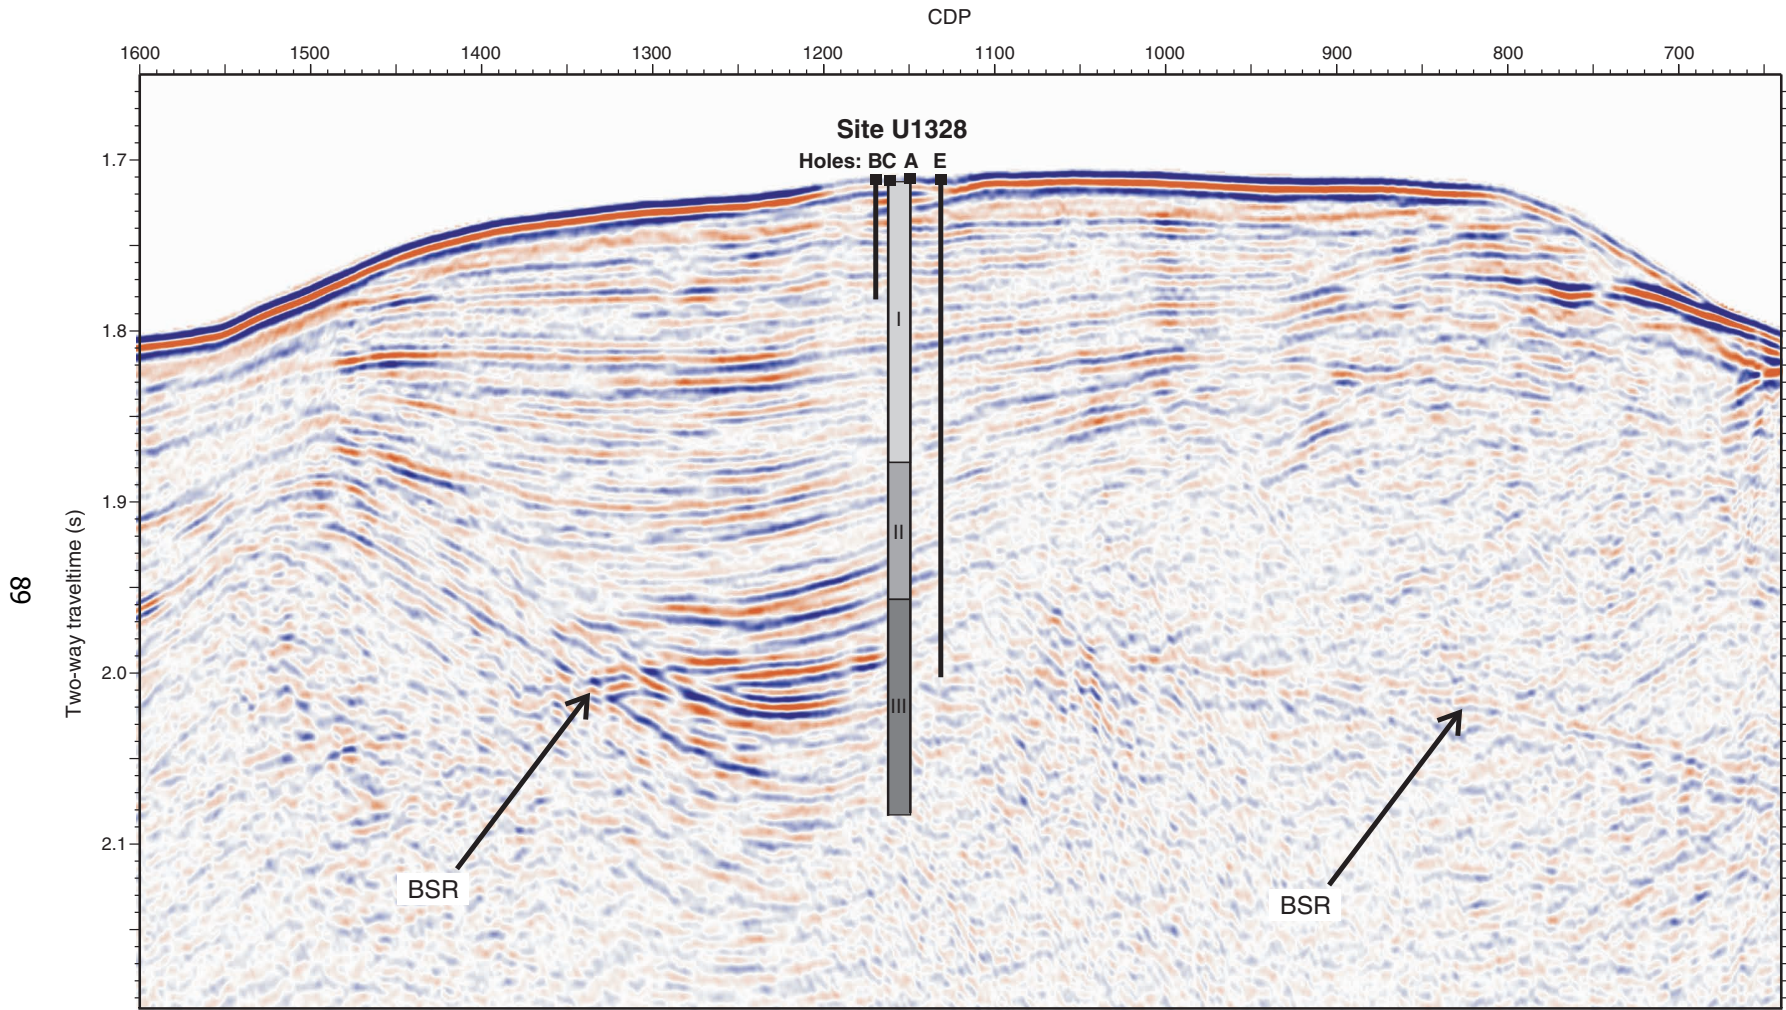 CDP
1600 1500 1400 1300 1200 1100 1000 900 800 700
Site U1328
Holes: BC A E
1.7
1.8
1.9
2.0
2.1
Two-way traveltime (s)
I
II
III
BSR
BSR
68